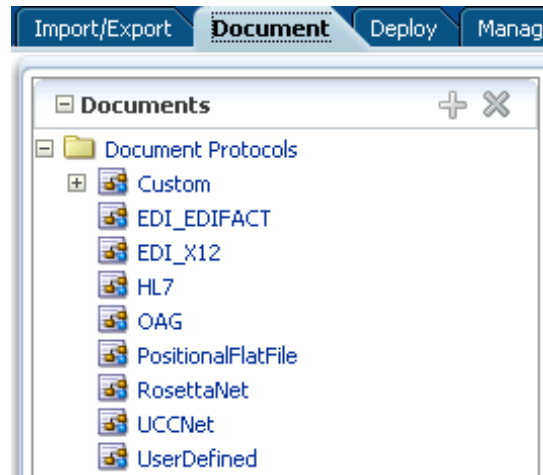 Import/Export Document Deploy Manag
Documents
Document Protocols
Custom
EDI_EDIFACT
EDI_X12
HL7
OAG
PositionalFlatFile
RosettaNet
UCCNet
UserDefined